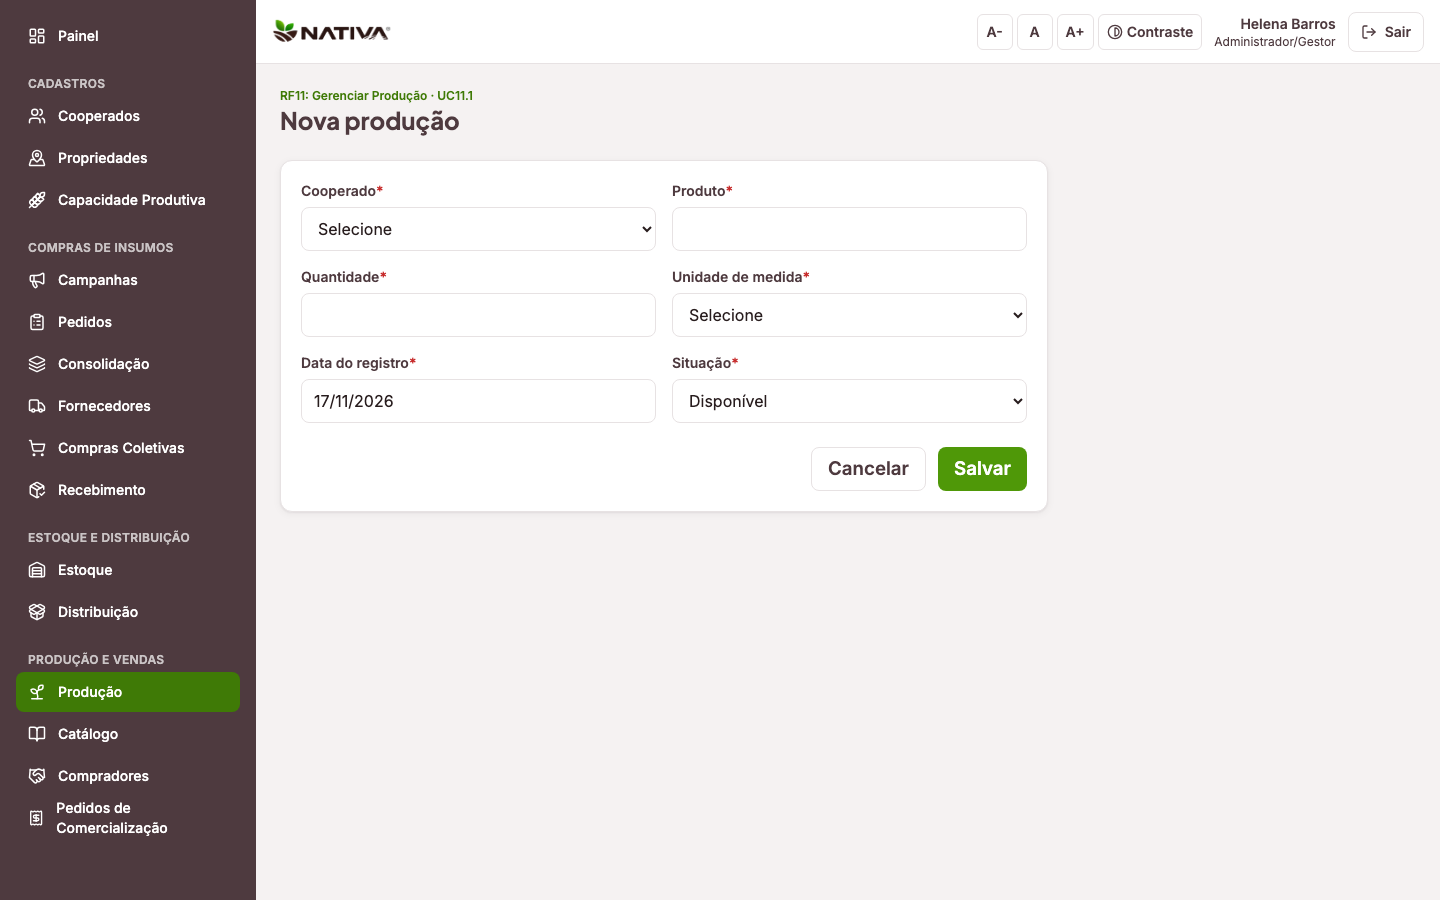 Painel
CADASTROS
Cooperados
Propriedades
Capacidade Produtiva
COMPRAS DE INSUMOS
Campanhas
Pedidos
Consolidação
Fornecedores
Compras Coletivas
Recebimento
ESTOQUE E DISTRIBUIÇÃO
Estoque
Distribuição
PRODUÇÃO E VENDAS
Produção
Catálogo
Compradores
Pedidos de
Comercialização
NATIVA
A-
A
A+
Contraste
Helena Barros
Administrador/Gestor
Sair
RF11: Gerenciar Produção · UC11.1
Nova produção
Cooperado*
Selecione
Produto*
Quantidade*
Unidade de medida*
Selecione
Data do registro*
17/11/2026
Situação*
Disponível
Cancelar
Salvar